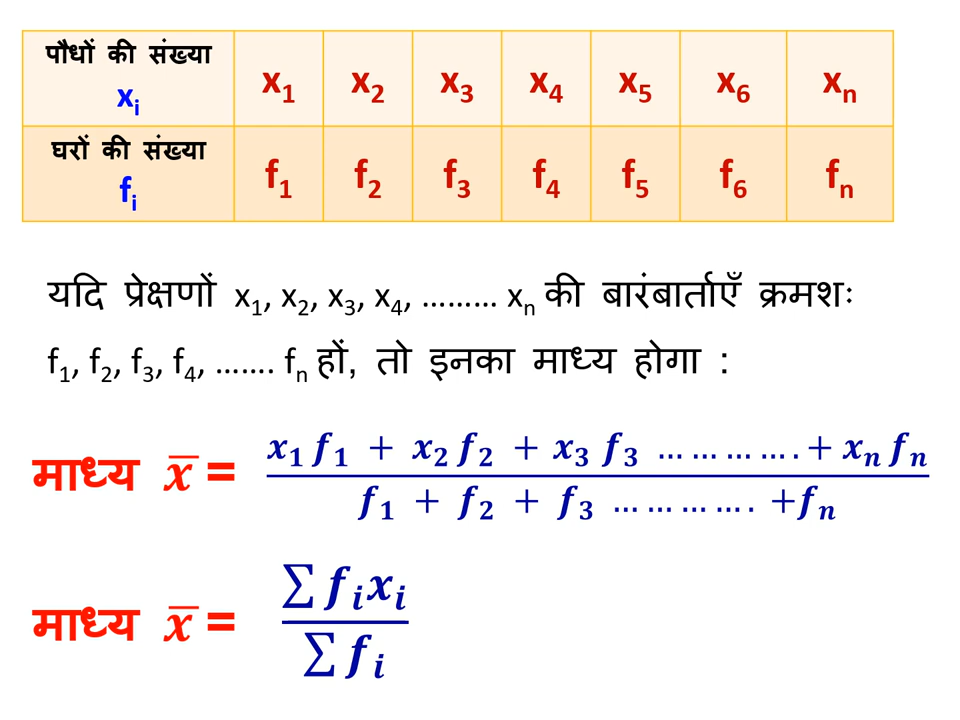 पौधों की संख्या x₁ x₂ x₃ x₄ x₅ x₆ xₙ
xᵢ
घरों की संख्या f₁ f₂ f₃ f₄ f₅ f₆ fₙ
fᵢ
यदि प्रेक्षणों x₁, x₂, x₃, x₄, ……… xₙ की बारंबार्ताएँ क्रमशः
f₁, f₂, f₃, f₄, ……. fₙ हों, तो इनका माध्य होगा :
माध्य x̄ = (x₁ f₁ + x₂ f₂ + x₃ f₃ … … … … . + xₙ fₙ) / (f₁ + f₂ + f₃ … … … … . +fₙ)
माध्य x̄ = ∑ fᵢxᵢ / ∑ fᵢ